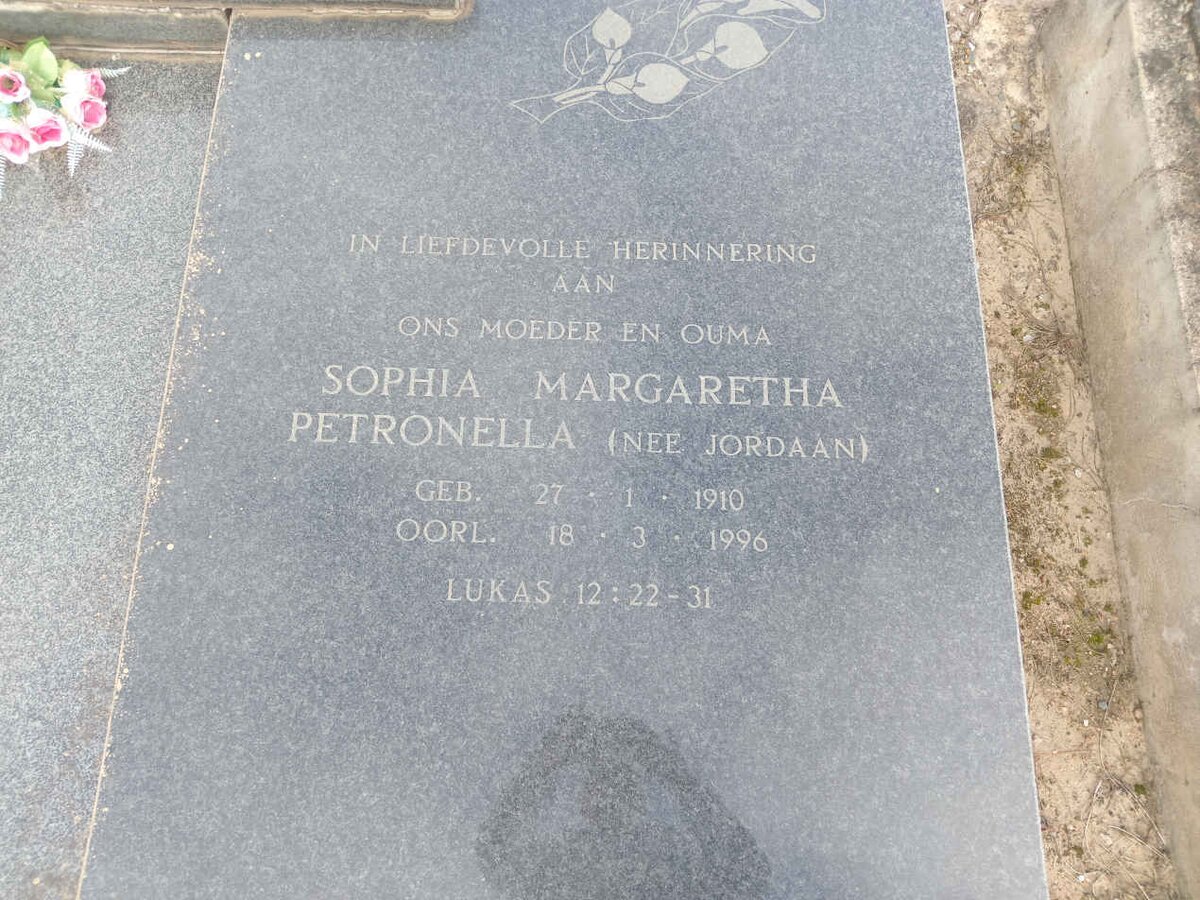 IN LIEFDEVOLLE HERINNERING
AAN
ONS MOEDER EN OUMA
SOPHIA MARGARETHA
PETRONELLA (NEE JORDAAN)
GEB. 27 · 1 · 1910
OORL. 18 · 3 · 1996
LUKAS 12 : 22 - 31